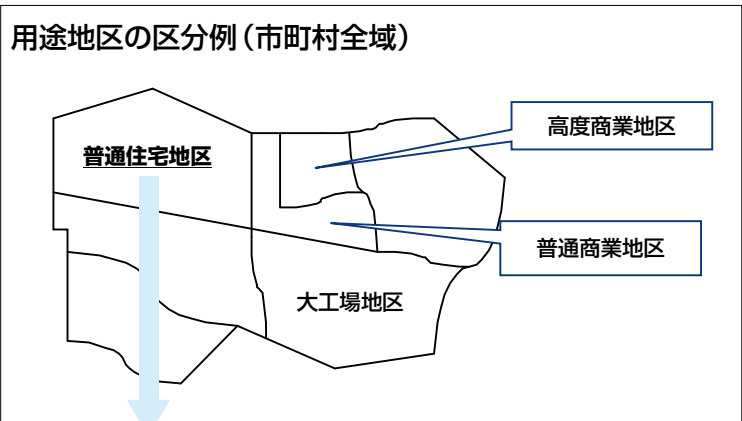 用途地区の区分例（市町村全域）
普通住宅地区
高度商業地区
普通商業地区
大工場地区